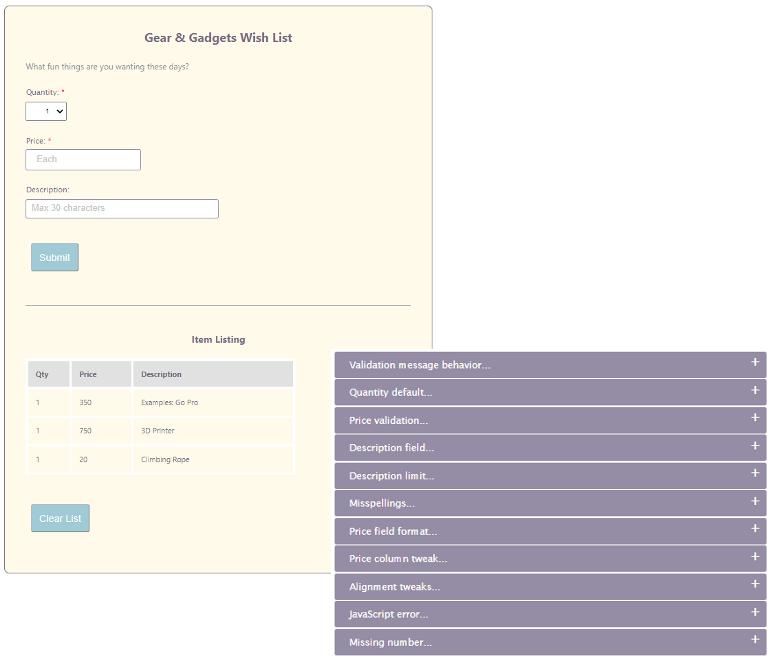 Gear & Gadgets Wish List
What fun things are you wanting these days?
Quantity: *
1
Price: *
Each
Description:
Max 30 characters
Submil
Item Listing
Qty Price Description
1 350 Examples: Go Pro
1 750 3D Printer
1 20 Climbing Rope
Clear List
Validation message behavior... +
Quantity default... +
Price validation... +
Description field... +
Description limit... +
Misspellings... +
Price field format... +
Price column tweak... +
Alignment tweaks... +
JavaScript error... +
Missing number... +